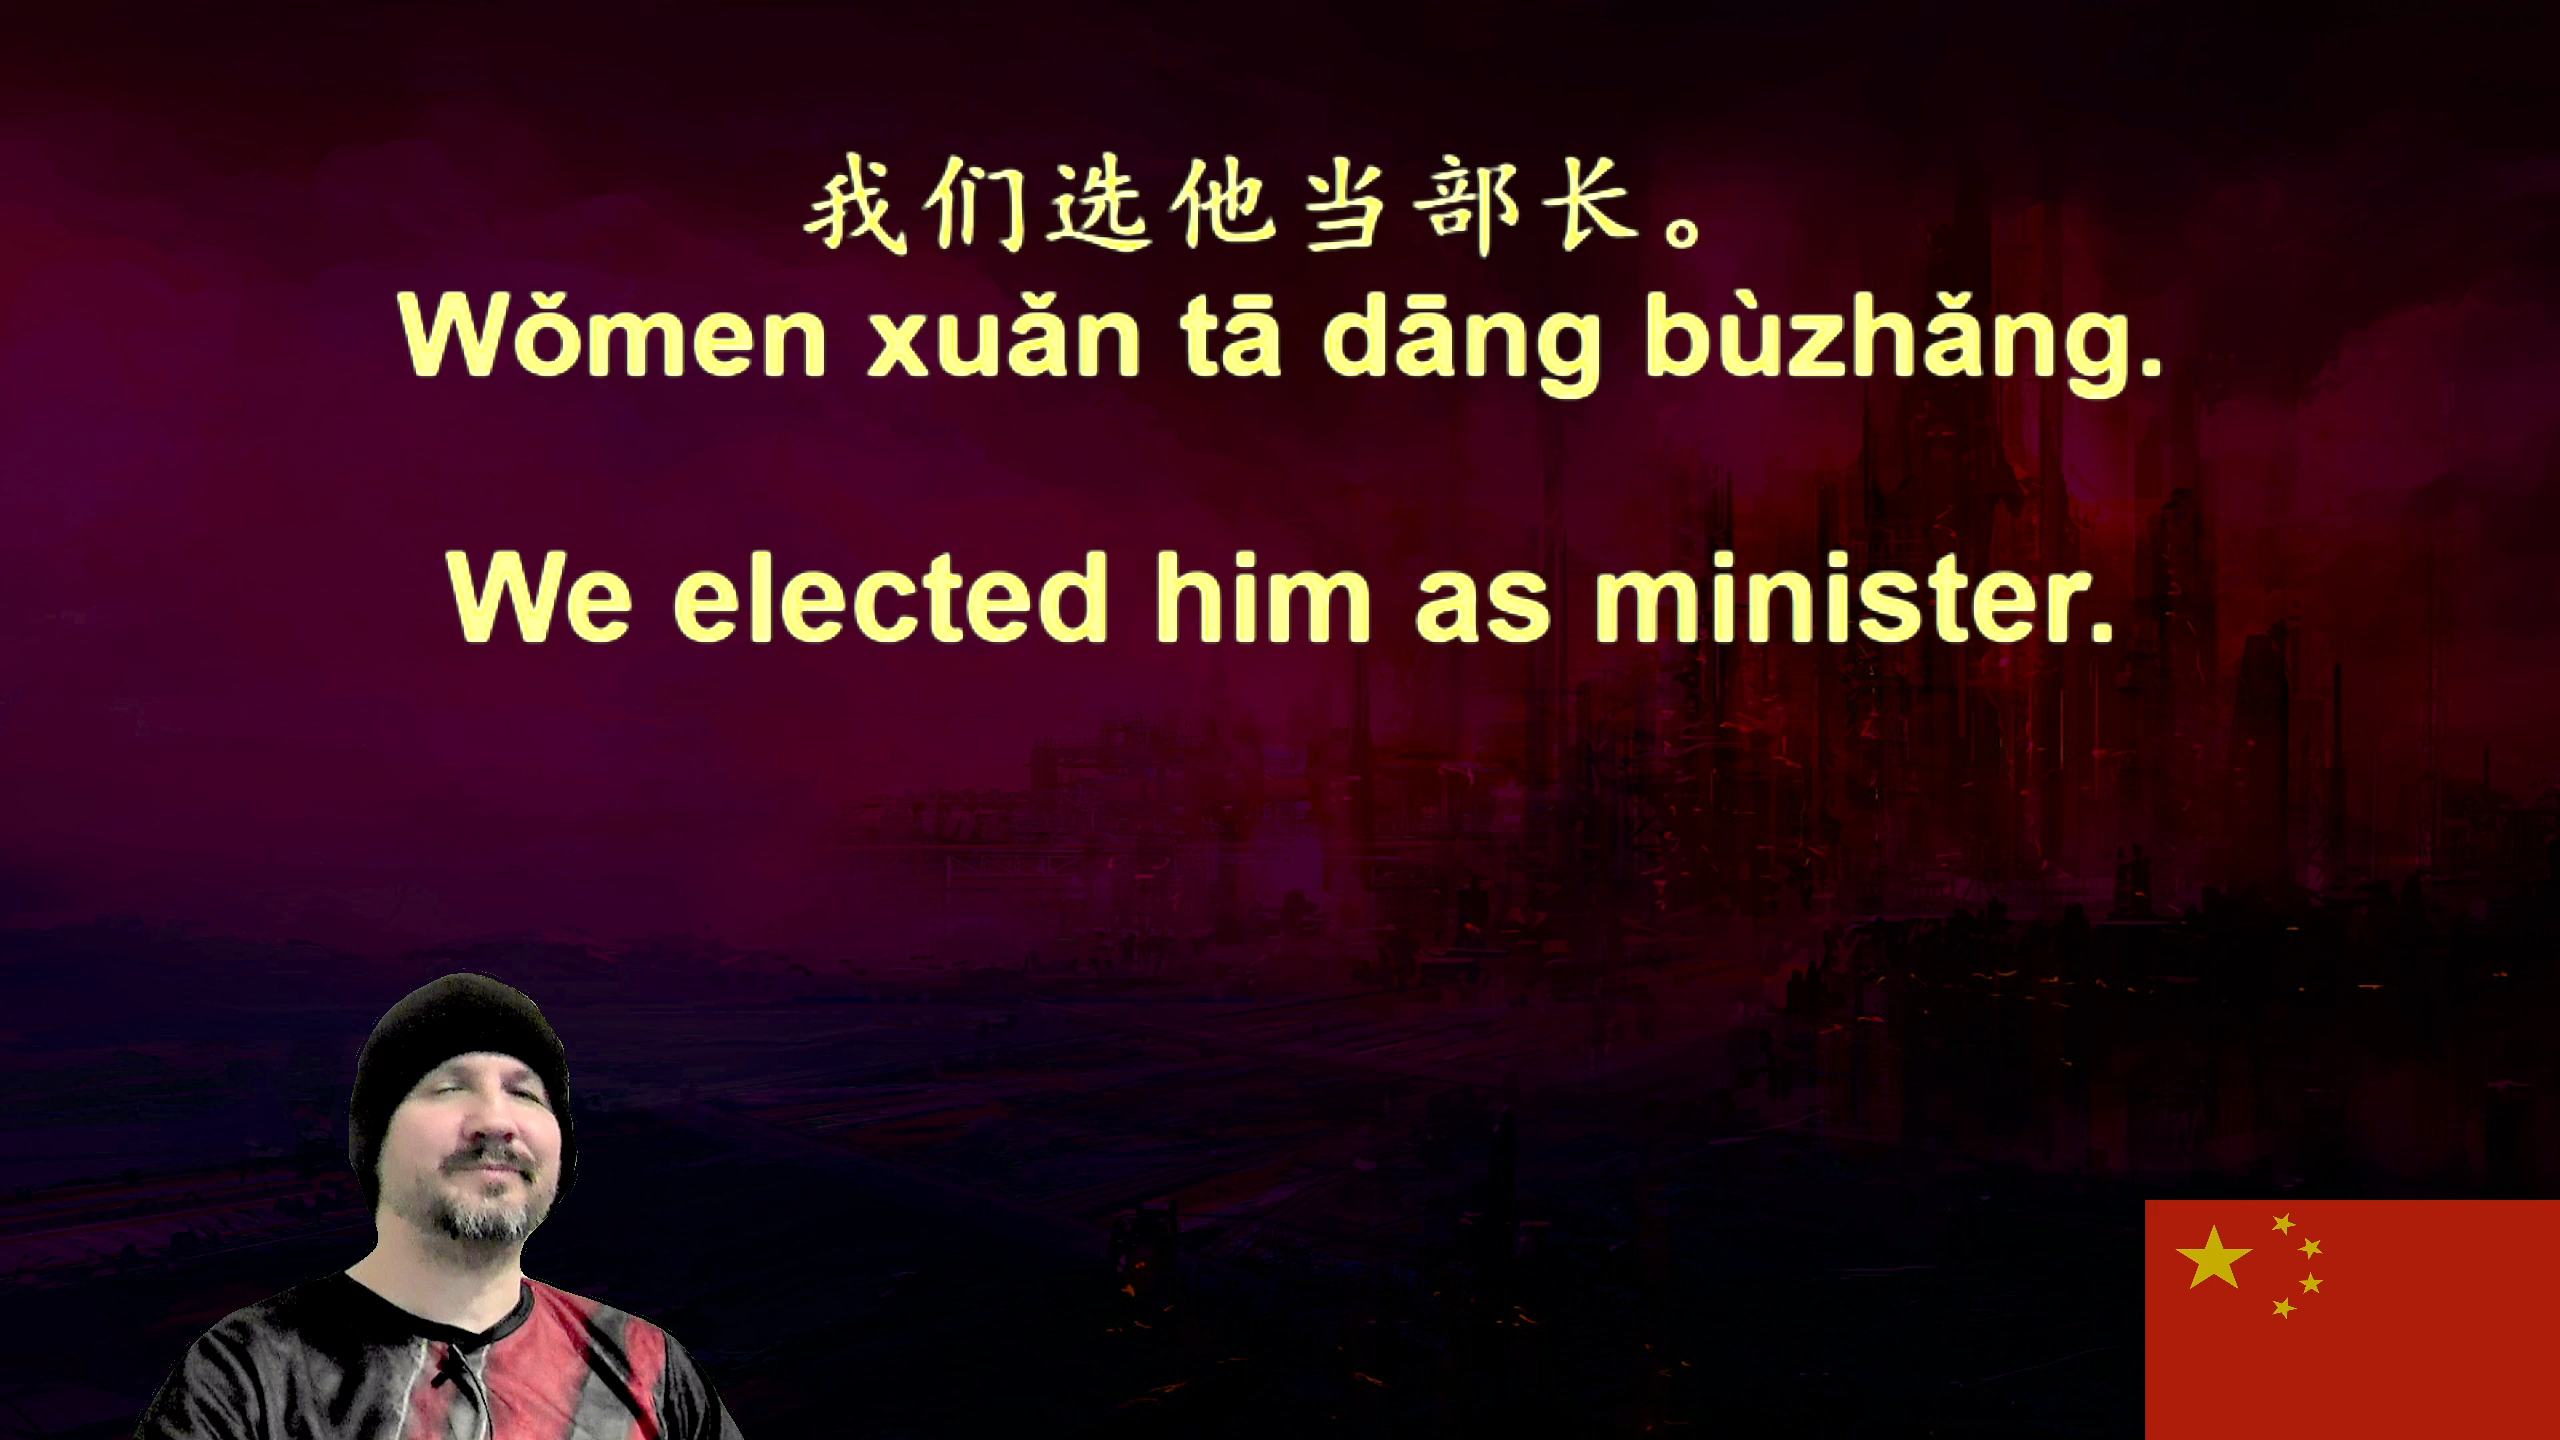 我们选他当部长。
Wǒmen xuǎn tā dāng bùzhǎng.
We elected him as minister.